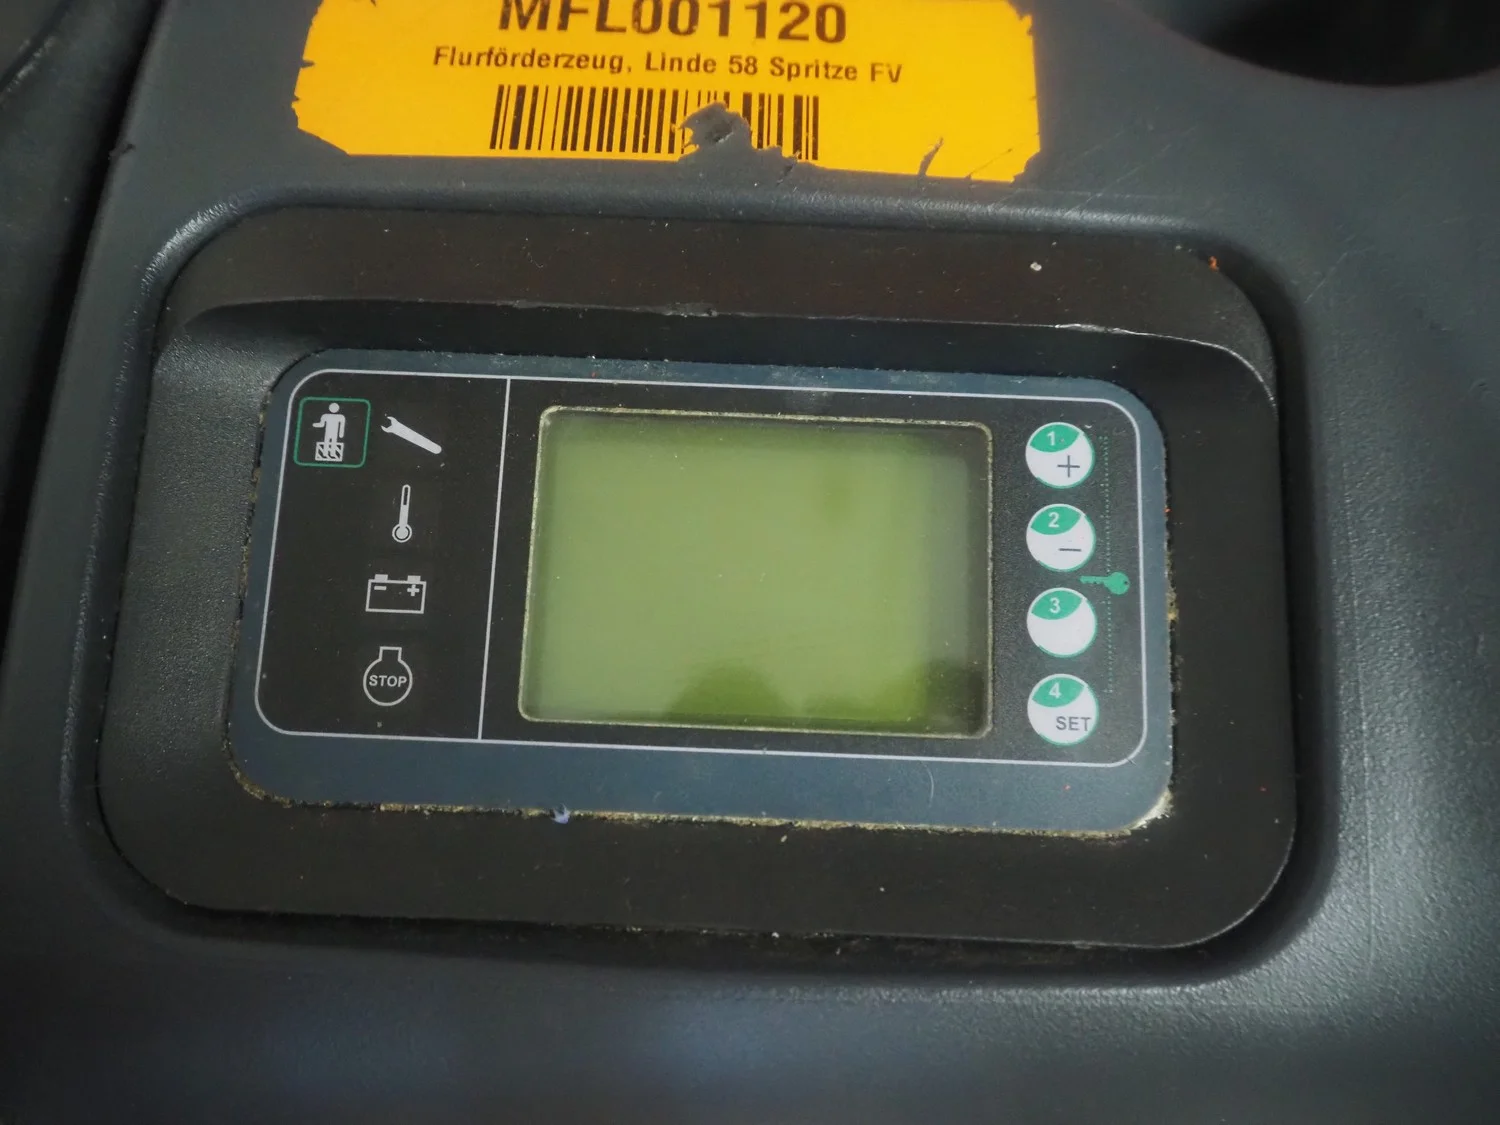 MFL001120
Flurförderzeug, Linde 58 Spritze FV
1
+
2
−
3
STOP
4
SET